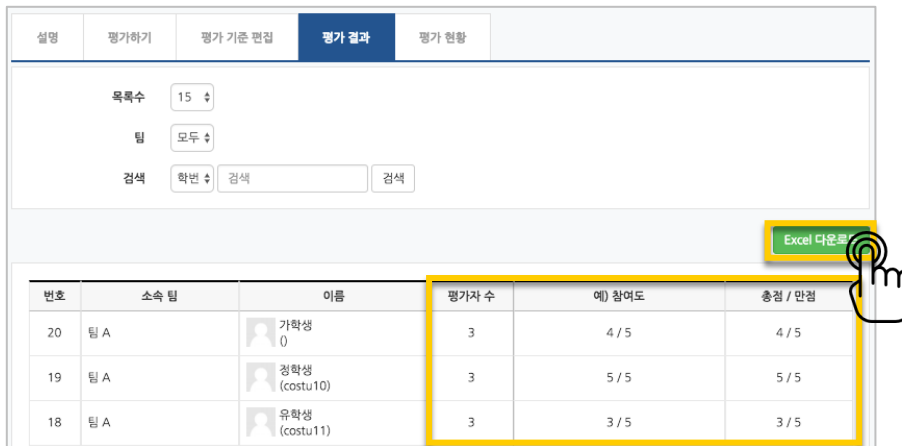 설명 평가하기 평가 기준 편집 평가 결과 평가 현황
목록수 15
팀 모두
검색 학번 검색 검색
Excel 다운로드
번호 소속 팀 이름 평가자 수 예) 참여도 총점 / 만점
20 팀 A 가학생 3 4 / 5 4 / 5
()
19 팀 A 정학생 3 5 / 5 5 / 5
(costu10)
18 팀 A 유학생 3 3 / 5 3 / 5
(costu11)